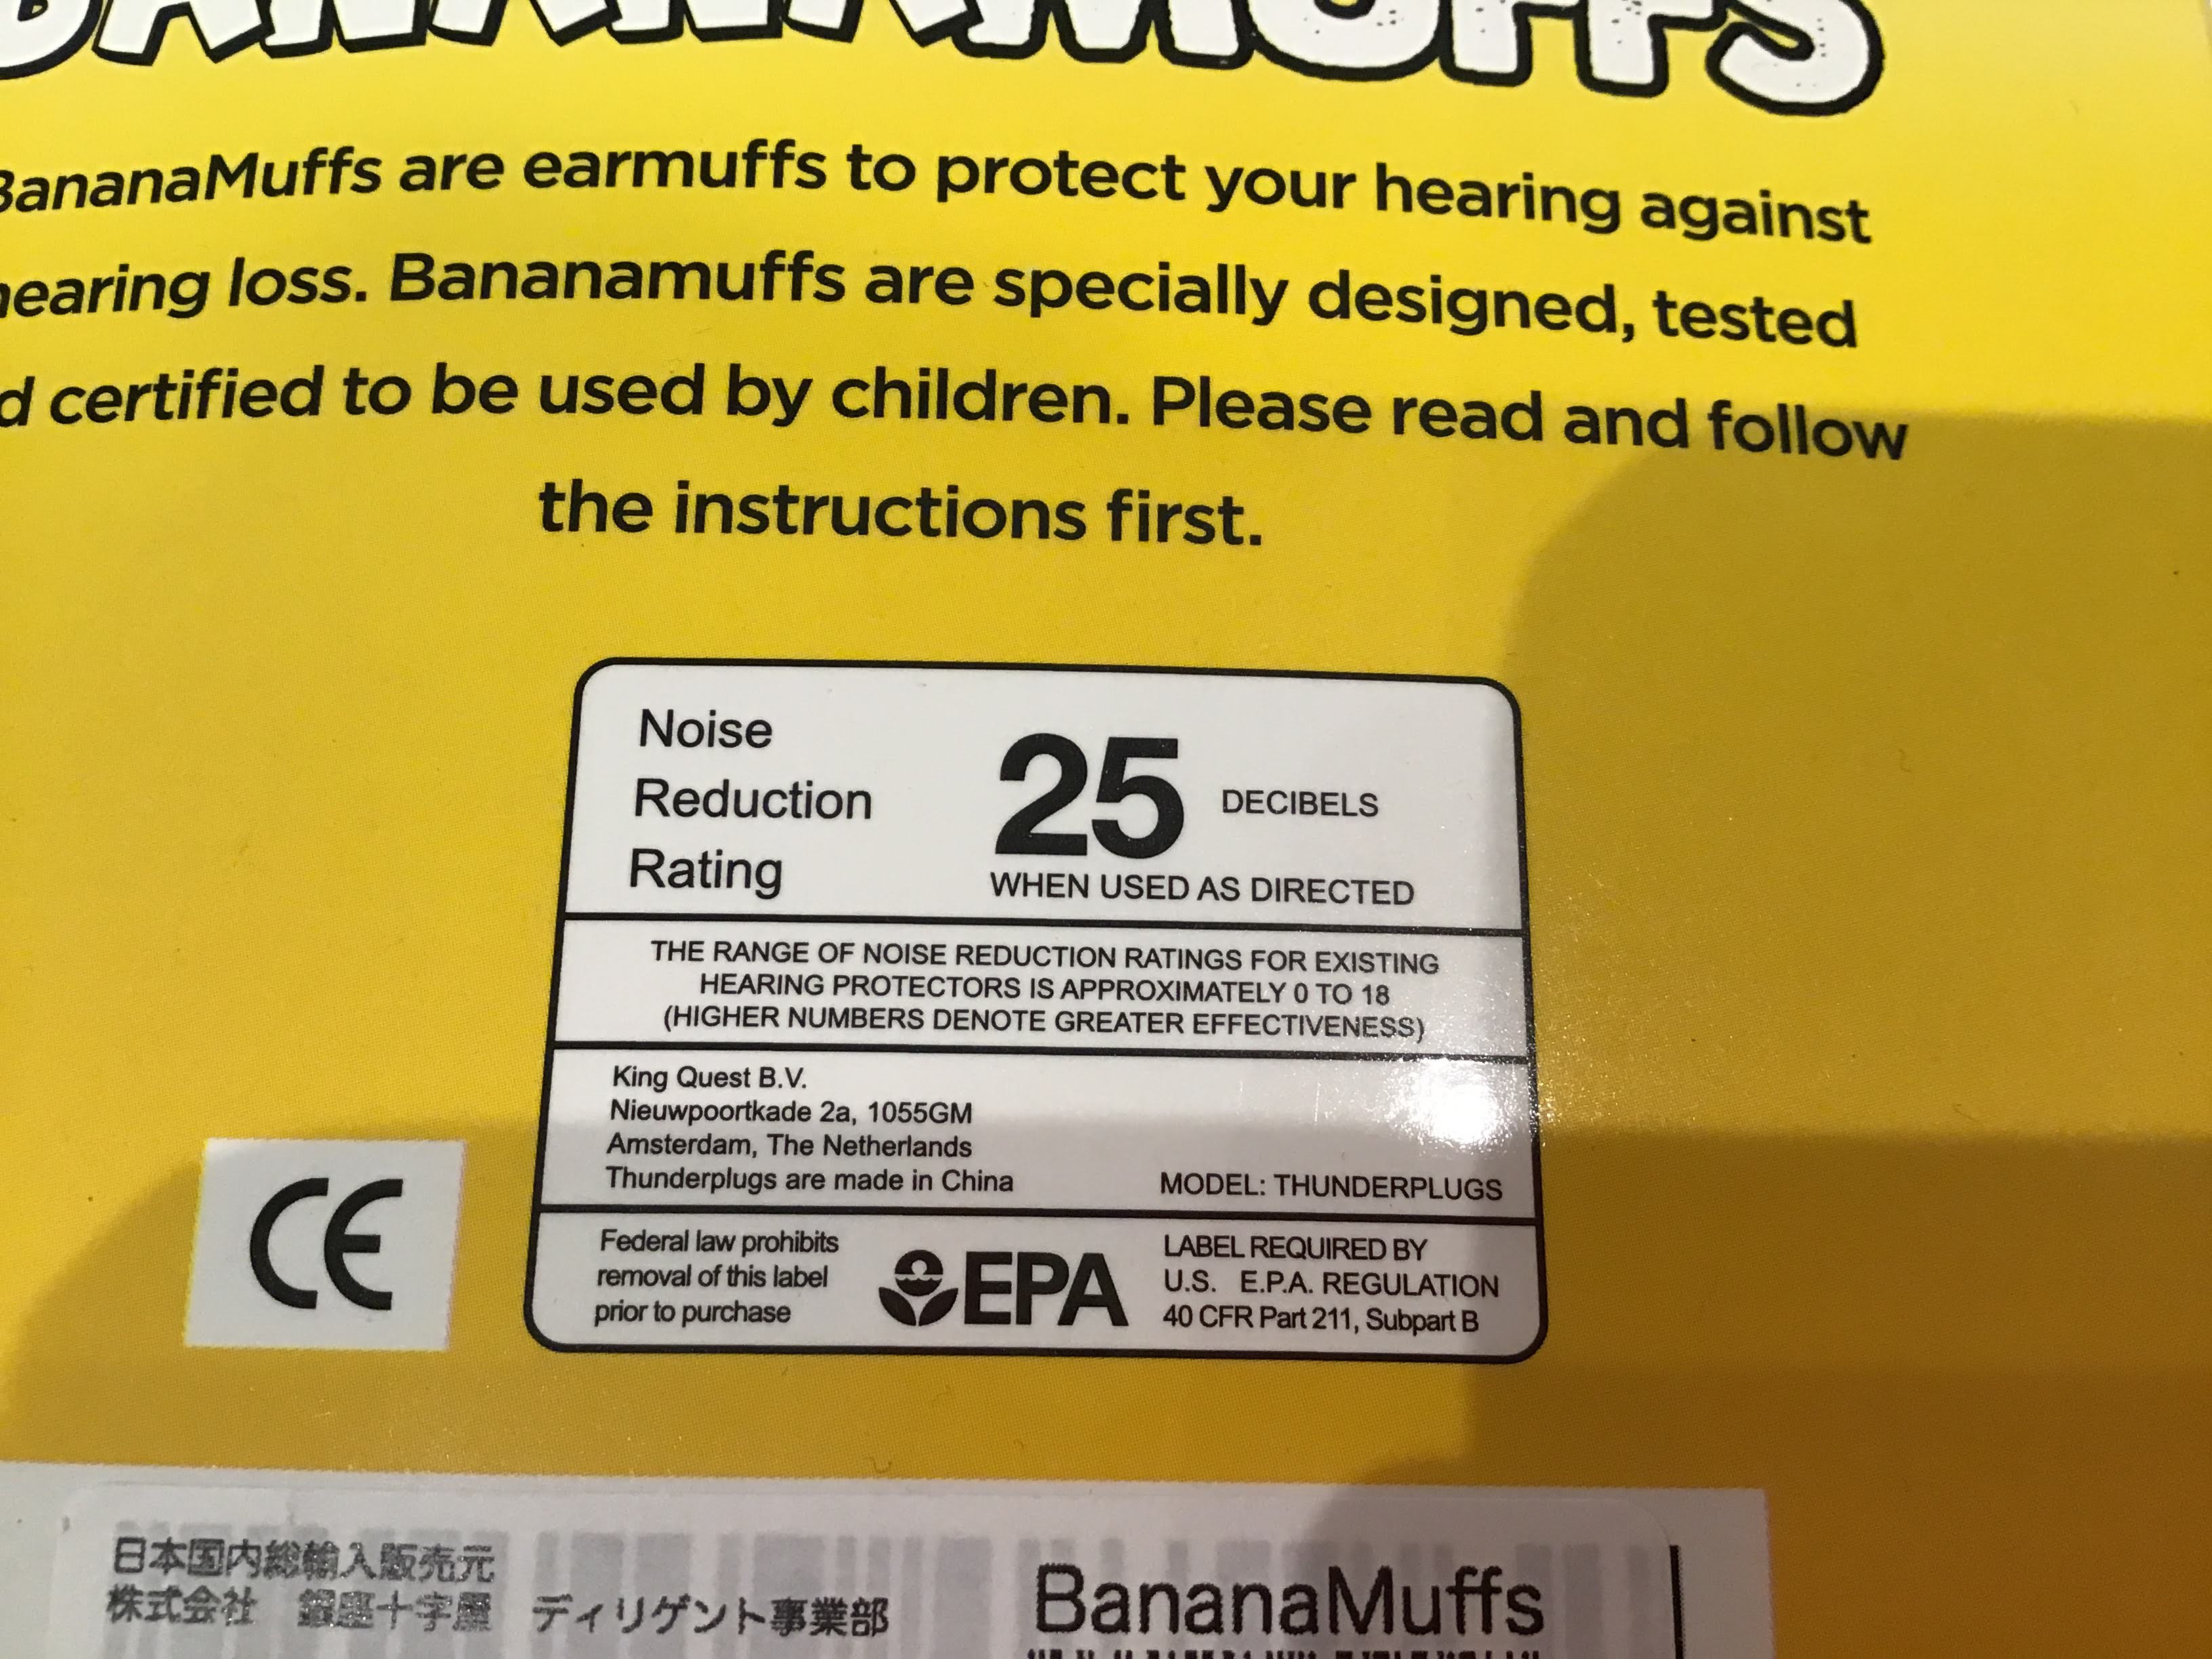 BANANAMUFFS
BananaMuffs are earmuffs to protect your hearing against
hearing loss. Bananamuffs are specially designed, tested
d certified to be used by children. Please read and follow
the instructions first.
Noise
Reduction
Rating
25 DECIBELS
WHEN USED AS DIRECTED
THE RANGE OF NOISE REDUCTION RATINGS FOR EXISTING
HEARING PROTECTORS IS APPROXIMATELY 0 TO 18
(HIGHER NUMBERS DENOTE GREATER EFFECTIVENESS)
King Quest B.V.
Nieuwpoortkade 2a, 1055GM
Amsterdam, The Netherlands
Thunderplugs are made in China
MODEL: THUNDERPLUGS
CE
Federal law prohibits
removal of this label
prior to purchase
EPA
LABEL REQUIRED BY
U.S. E.P.A. REGULATION
40 CFR Part 211, Subpart B
日本国内総輸入販売元
株式会社 銀座十字屋 ディリゲント事業部
BananaMuffs